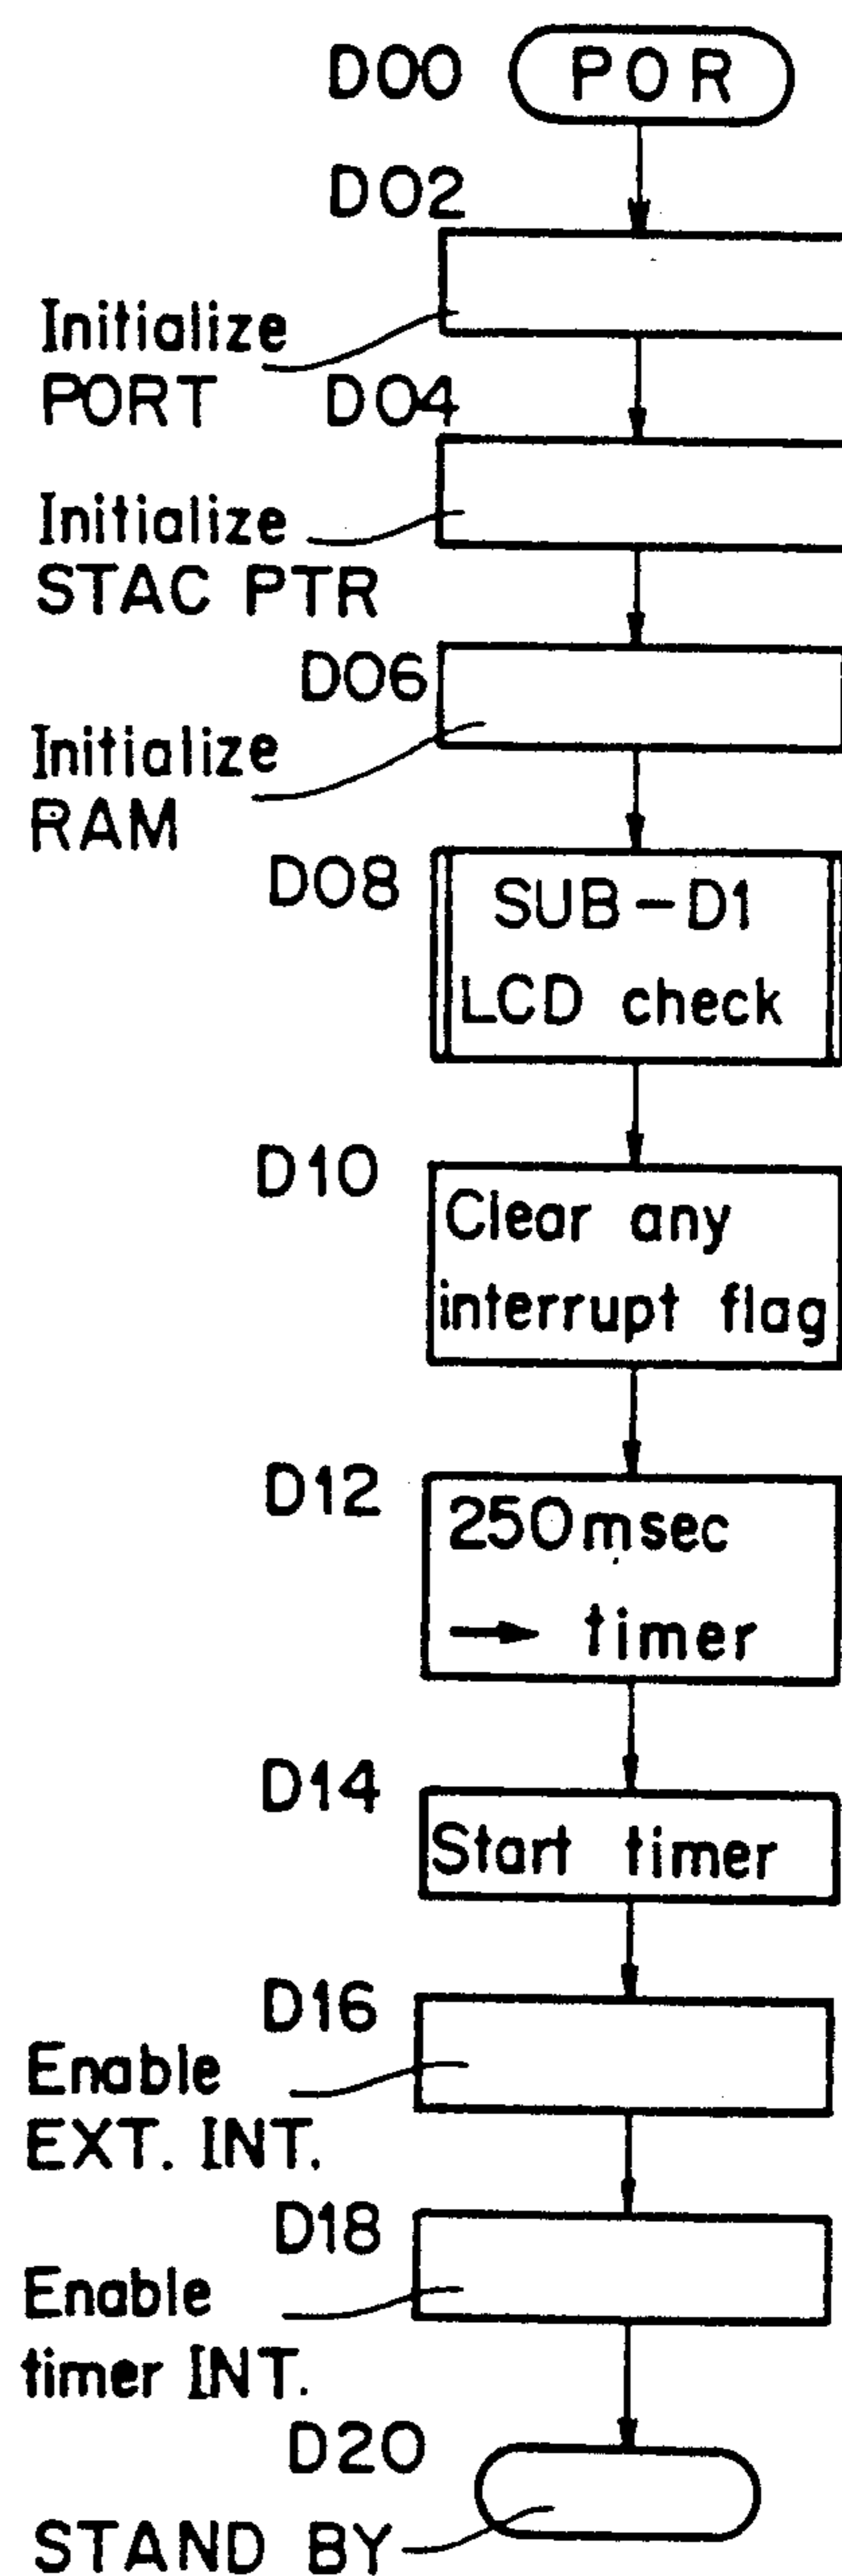 D00 POR
D02
Initialize
PORT
D04
Initialize
STAC PTR
D06
Initialize
RAM
D08
SUB-D1
LCD check
D10
Clear any
interrupt flag
D12
250msec
→ timer
D14
Start timer
D16
Enable
EXT. INT.
D18
Enable
timer INT.
D20
STAND BY